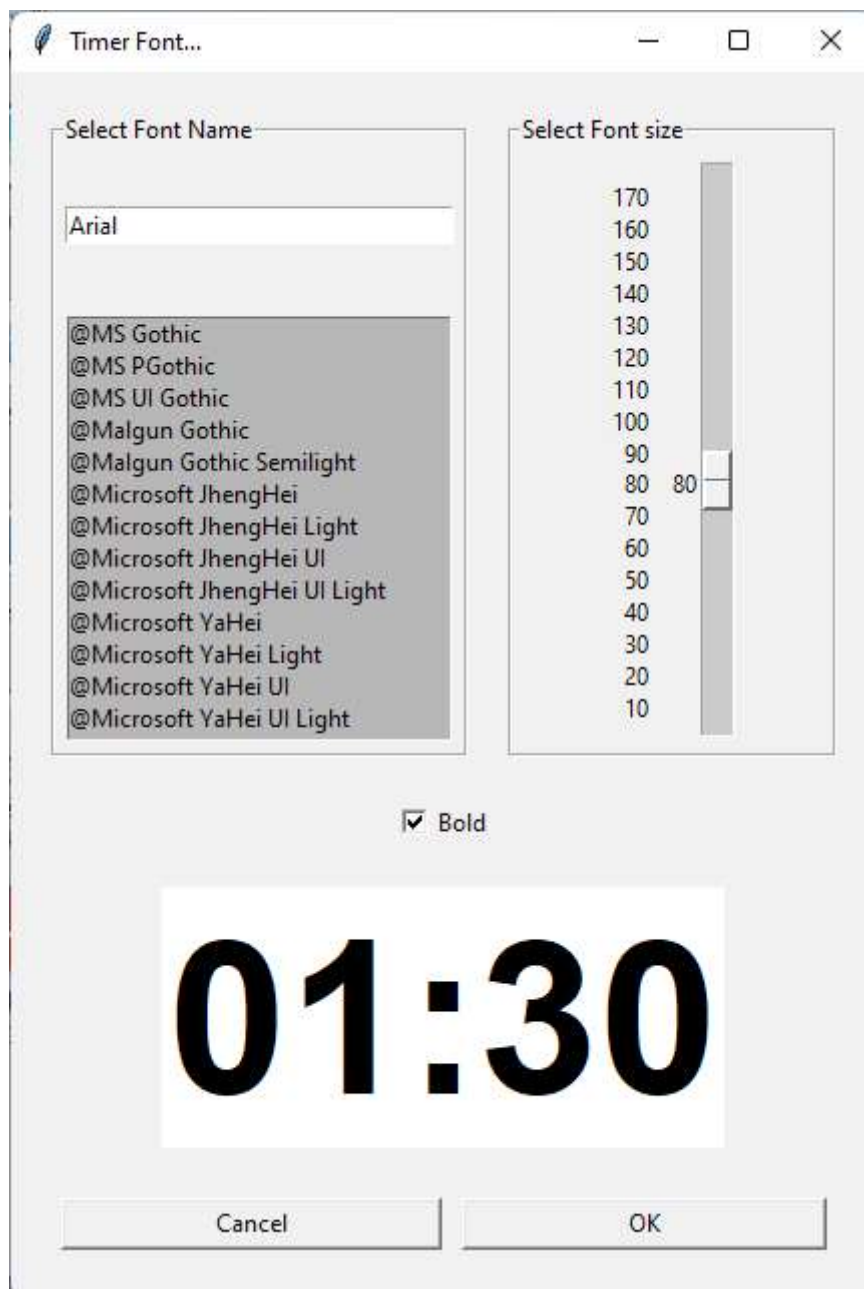 Timer Font...
Select Font Name
Arial
@MS Gothic
@MS PGothic
@MS UI Gothic
@Malgun Gothic
@Malgun Gothic Semilight
@Microsoft JhengHei
@Microsoft JhengHei Light
@Microsoft JhengHei UI
@Microsoft JhengHei UI Light
@Microsoft YaHei
@Microsoft YaHei Light
@Microsoft YaHei UI
@Microsoft YaHei UI Light
Select Font size
170
160
150
140
130
120
110
100
90
80 80
70
60
50
40
30
20
10
Bold
01:30
Cancel OK